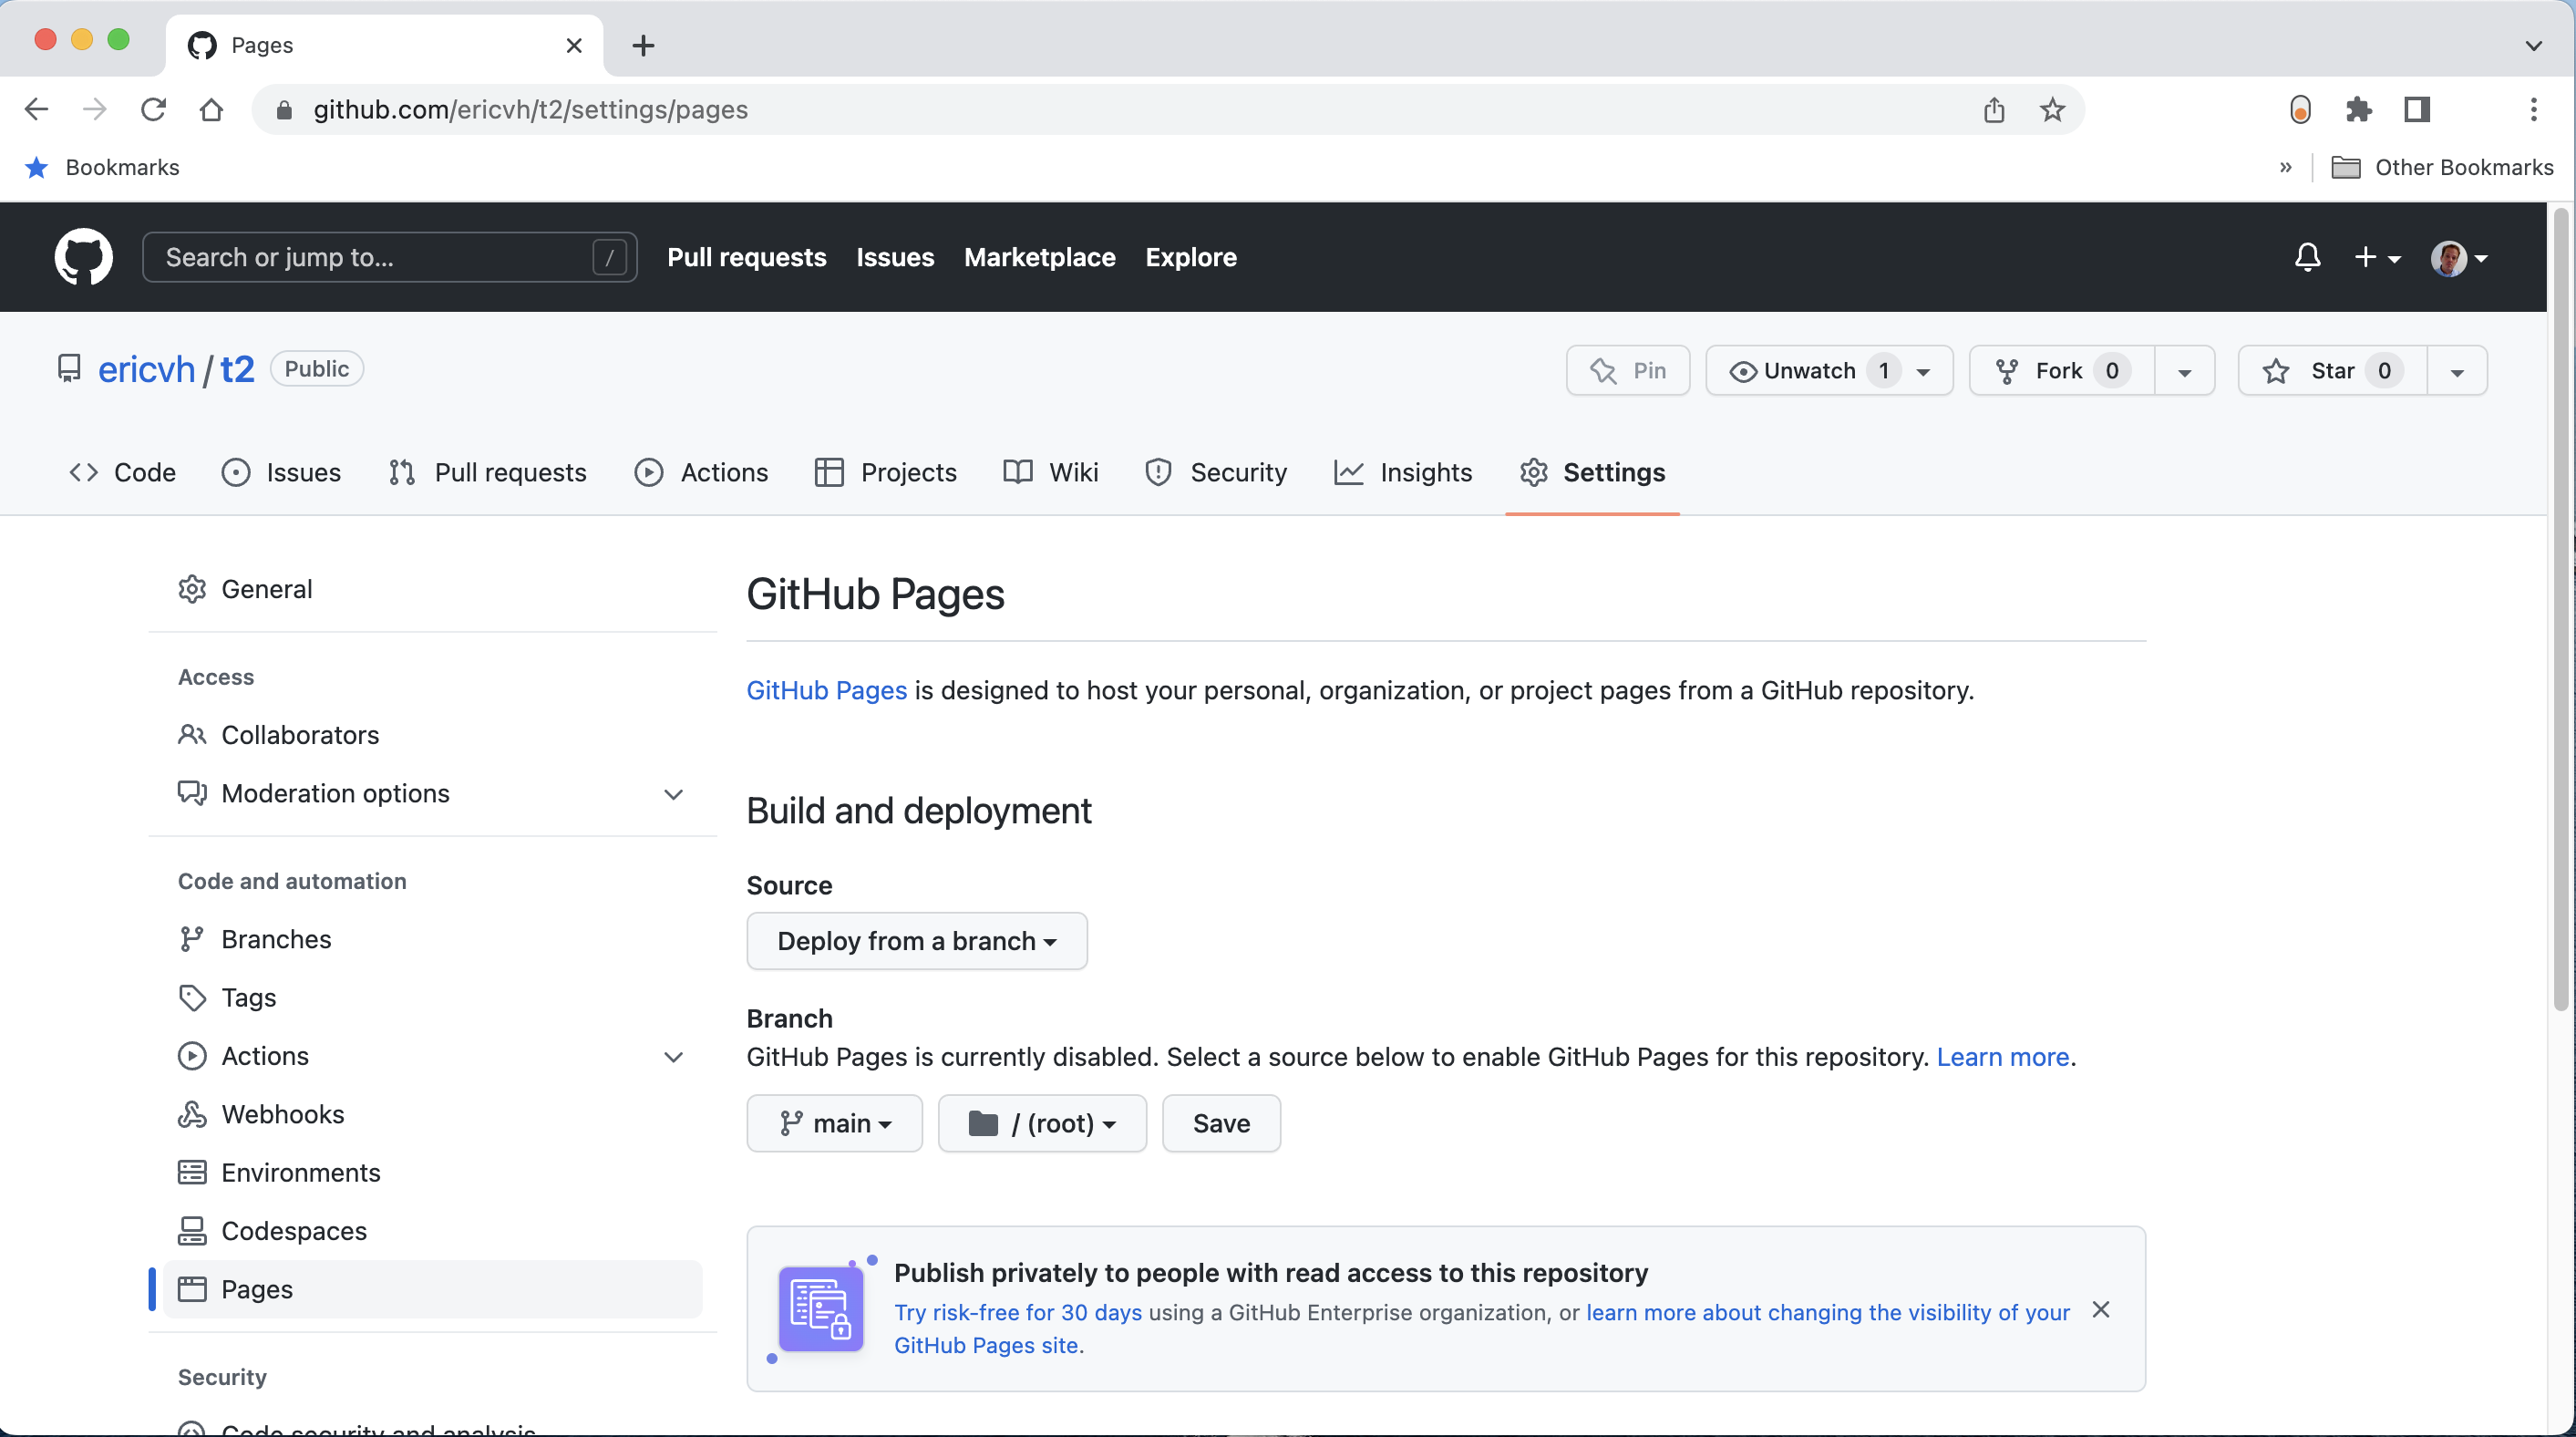 Pages
github.com/ericvh/t2/settings/pages
Bookmarks
» Other Bookmarks
Search or jump to... /
Pull requests Issues Marketplace Explore
ericvh / t2 Public
Pin Unwatch 1 Fork 0 Star 0
Code Issues Pull requests Actions Projects Wiki Security Insights Settings
General
Access
Collaborators
Moderation options
Code and automation
Branches
Tags
Actions
Webhooks
Environments
Codespaces
Pages
Security
Code security and analysis
GitHub Pages
GitHub Pages is designed to host your personal, organization, or project pages from a GitHub repository.
Build and deployment
Source
Deploy from a branch
Branch
GitHub Pages is currently disabled. Select a source below to enable GitHub Pages for this repository. Learn more.
main / (root) Save
Publish privately to people with read access to this repository
Try risk-free for 30 days using a GitHub Enterprise organization, or learn more about changing the visibility of your
GitHub Pages site.